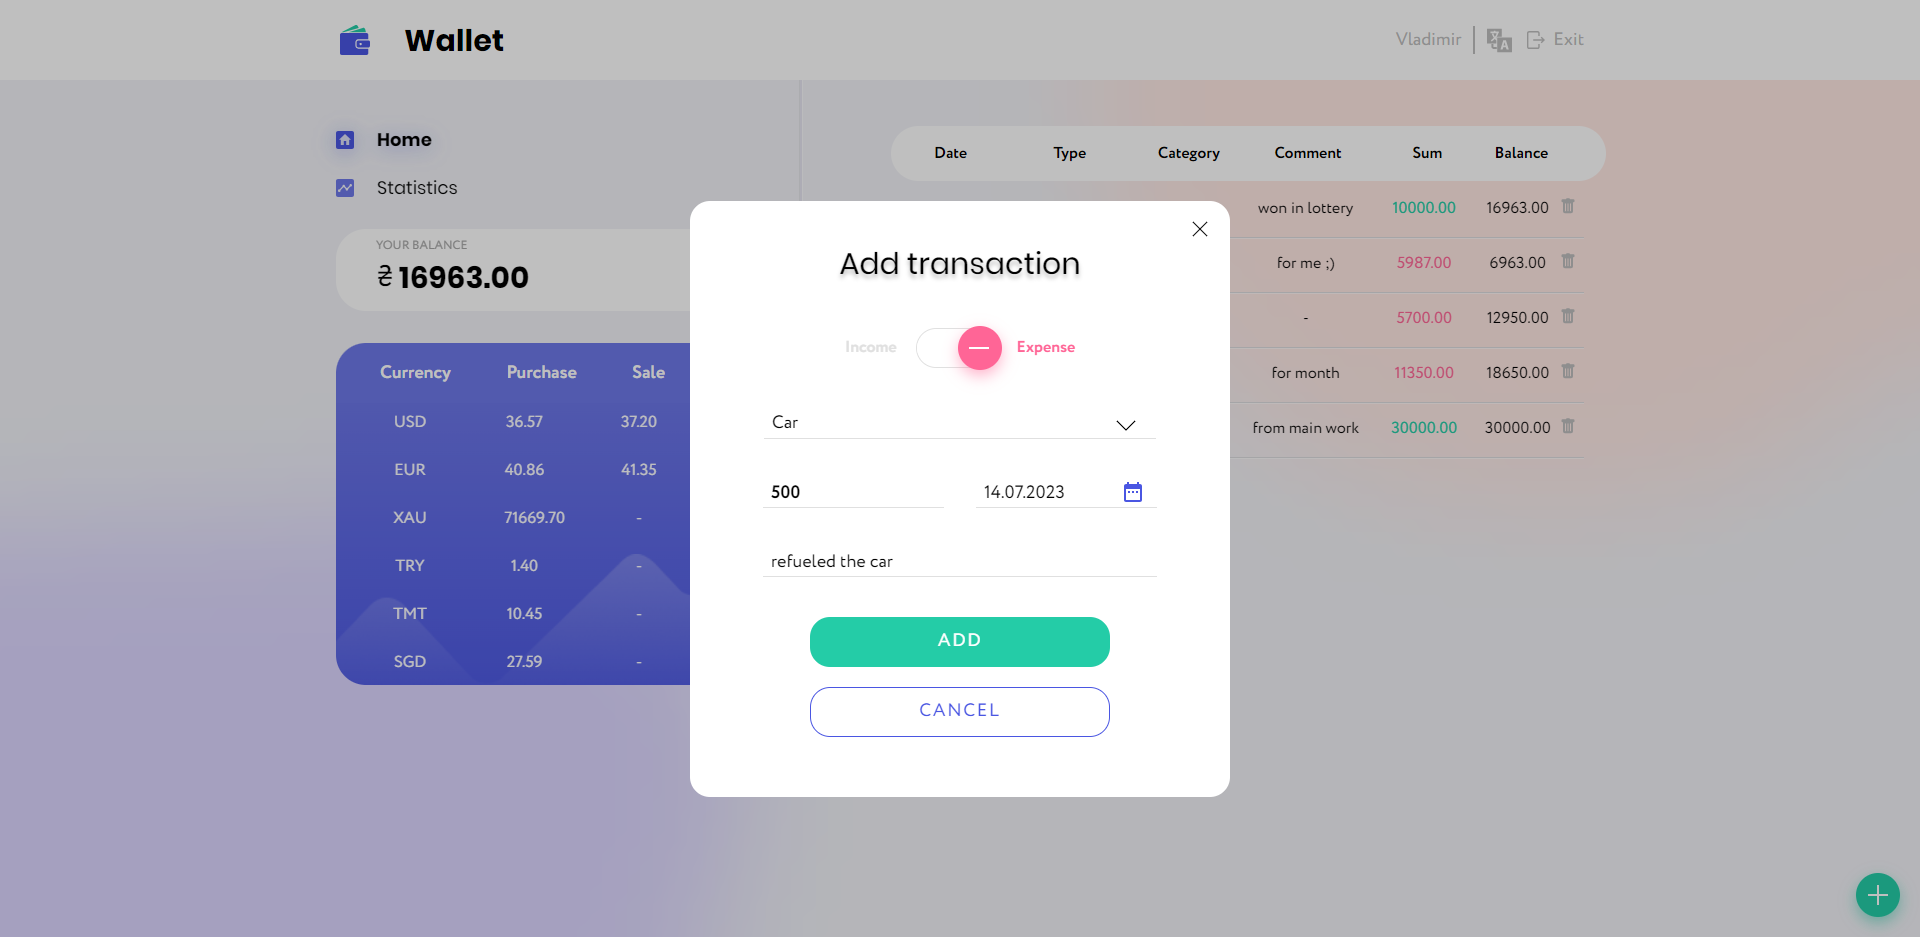 Wallet
Vladimir
Exit
Home
Statistics
YOUR BALANCE
₴ 16963.00
Currency Purchase Sale
USD 36.57 37.20
EUR 40.86 41.35
XAU 71669.70 -
TRY 1.40 -
TMT 10.45 -
SGD 27.59 -
Add transaction
Income Expense
Car
500 14.07.2023
refueled the car
ADD
CANCEL
Date Type Category Comment Sum Balance
won in lottery 10000.00 16963.00
for me ;) 5987.00 6963.00
- 5700.00 12950.00
for month 11350.00 18650.00
from main work 30000.00 30000.00